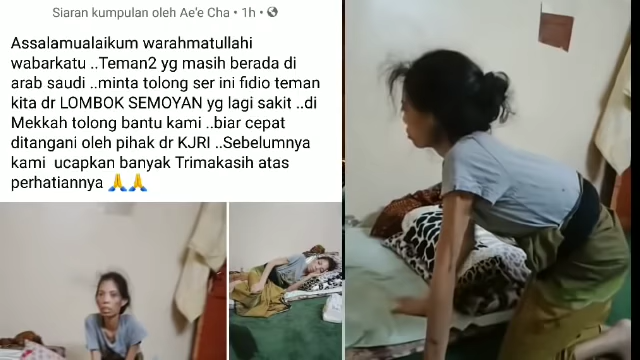 Siaran kumpulan oleh Ae'e Cha • 1h •
Assalamualaikum warahmatullahi
wabarkatu ..Teman2 yg masih berada di
arab saudi ..minta tolong ser ini fidio teman
kita dr LOMBOK SEMOYAN yg lagi sakit ..di
Mekkah tolong bantu kami ..biar cepat
ditangani oleh pihak dr KJRI ..Sebelumnya
kami ucapkan banyak Trimakasih atas
perhatiannya 🙏🙏